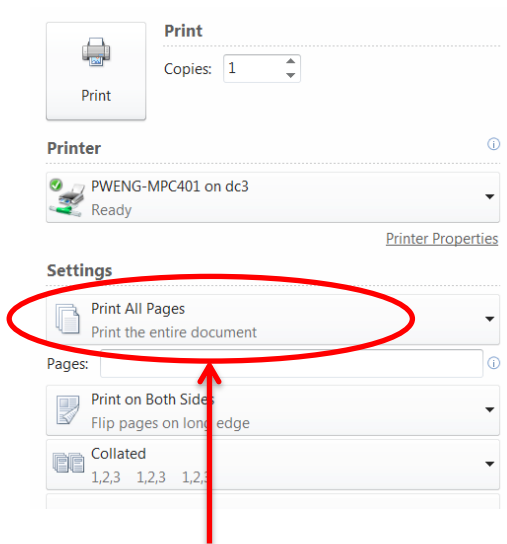 Print
Copies: 1
Print
Printer
PWENG-MPC401 on dc3
Ready
Printer Properties
Settings
Print All Pages
Print the entire document
Pages:
Print on Both Sides
Flip pages on long edge
Collated
1,2,3 1,2,3 1,2,3